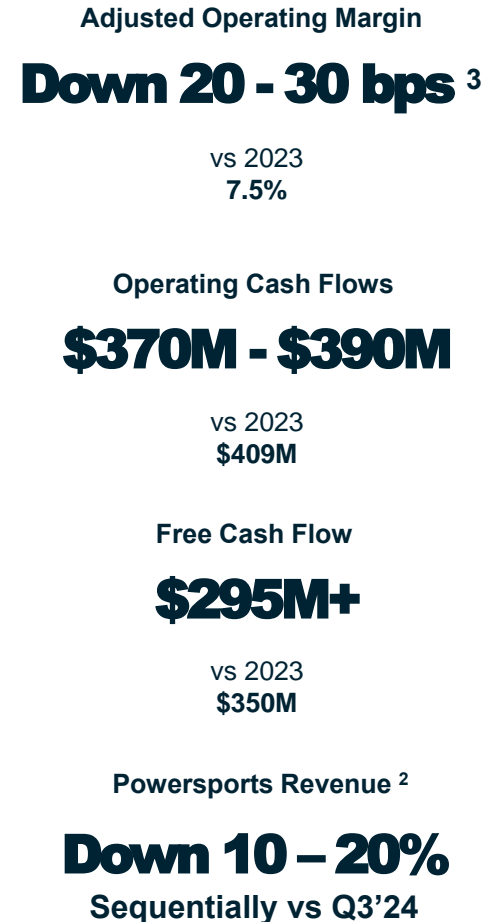 Adjusted Operating Margin
Down 20 - 30 bps ³
vs 2023
7.5%
Operating Cash Flows
$370M - $390M
vs 2023
$409M
Free Cash Flow
$295M+
vs 2023
$350M
Powersports Revenue ²
Down 10 – 20%
Sequentially vs Q3’24